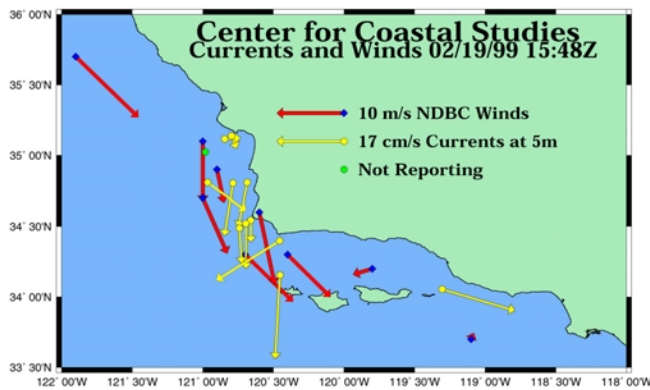 Center for Coastal Studies
Currents and Winds 02/19/99 15:48Z
10 m/s NDBC Winds
17 cm/s Currents at 5m
Not Reporting
36° 00'N
35° 30'N
35° 00'N
34° 30'N
34° 00'N
33° 30'N
122° 00'W 121° 30'W 121° 00'W 120° 30'W 120° 00'W 119° 30'W 119° 00'W 118° 30'W 118° 00'W